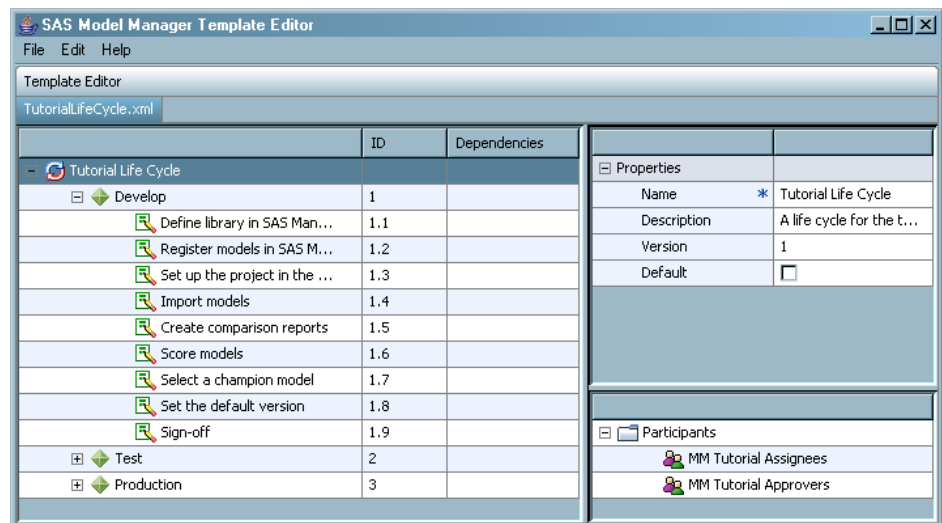 SAS Model Manager Template Editor
File Edit Help
Template Editor
TutorialLifeCycle.xml
ID Dependencies
Tutorial Life Cycle
Develop 1
Define library in SAS Man... 1.1
Register models in SAS M... 1.2
Set up the project in the ... 1.3
Import models 1.4
Create comparison reports 1.5
Score models 1.6
Select a champion model 1.7
Set the default version 1.8
Sign-off 1.9
Test 2
Production 3
Properties
Name * Tutorial Life Cycle
Description A life cycle for the t...
Version 1
Default
Participants
MM Tutorial Assignees
MM Tutorial Approvers